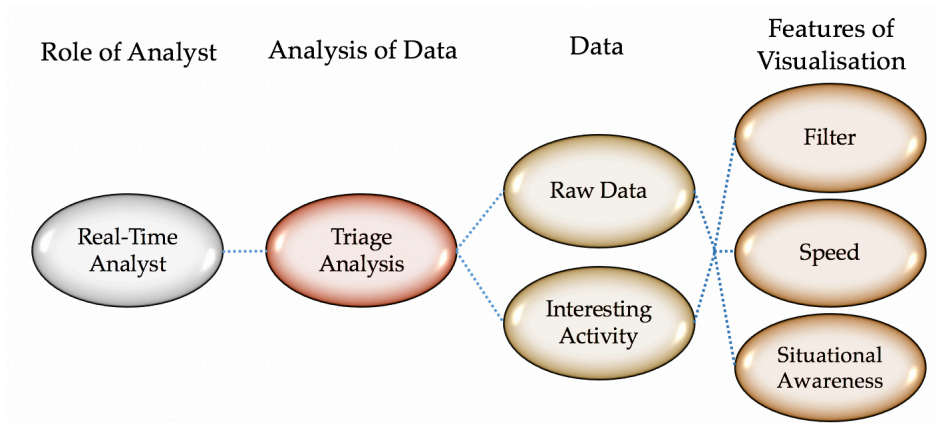 Role of Analyst
Analysis of Data
Data
Features of
Visualisation
Real-Time
Analyst
Triage
Analysis
Raw Data
Interesting
Activity
Filter
Speed
Situational
Awareness